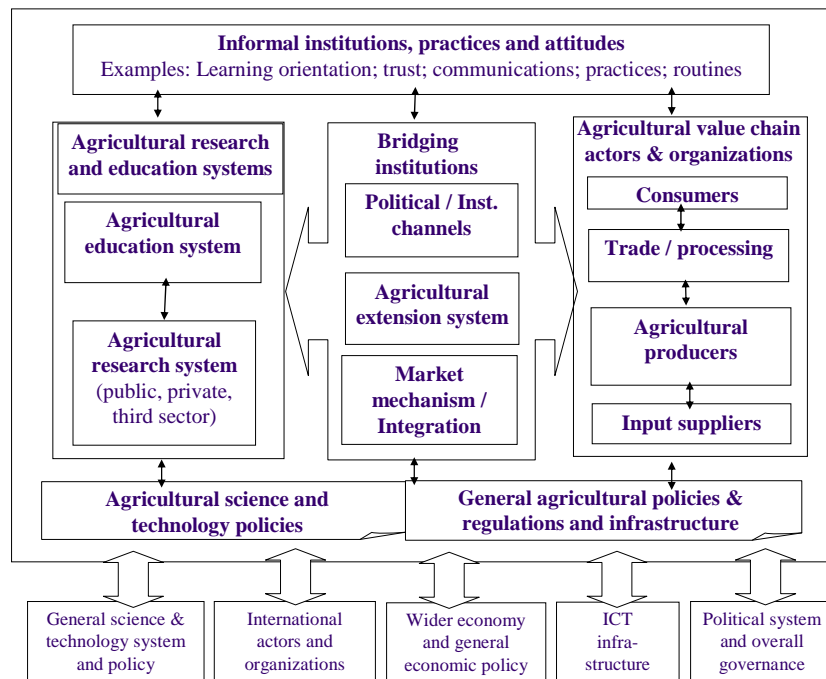 Informal institutions, practices and attitudes
Examples: Learning orientation; trust; communications; practices; routines
Agricultural research
and education systems
Agricultural
education system
Agricultural
research system
(public, private,
third sector)
Bridging
institutions
Political / Inst.
channels
Agricultural
extension system
Market
mechanism /
Integration
Agricultural value chain
actors & organizations
Consumers
Trade / processing
Agricultural
producers
Input suppliers
Agricultural science and
technology policies
General agricultural policies &
regulations and infrastructure
General science &
technology system
and policy
International
actors and
organizations
Wider economy
and general
economic policy
ICT
infra-
structure
Political system
and overall
governance